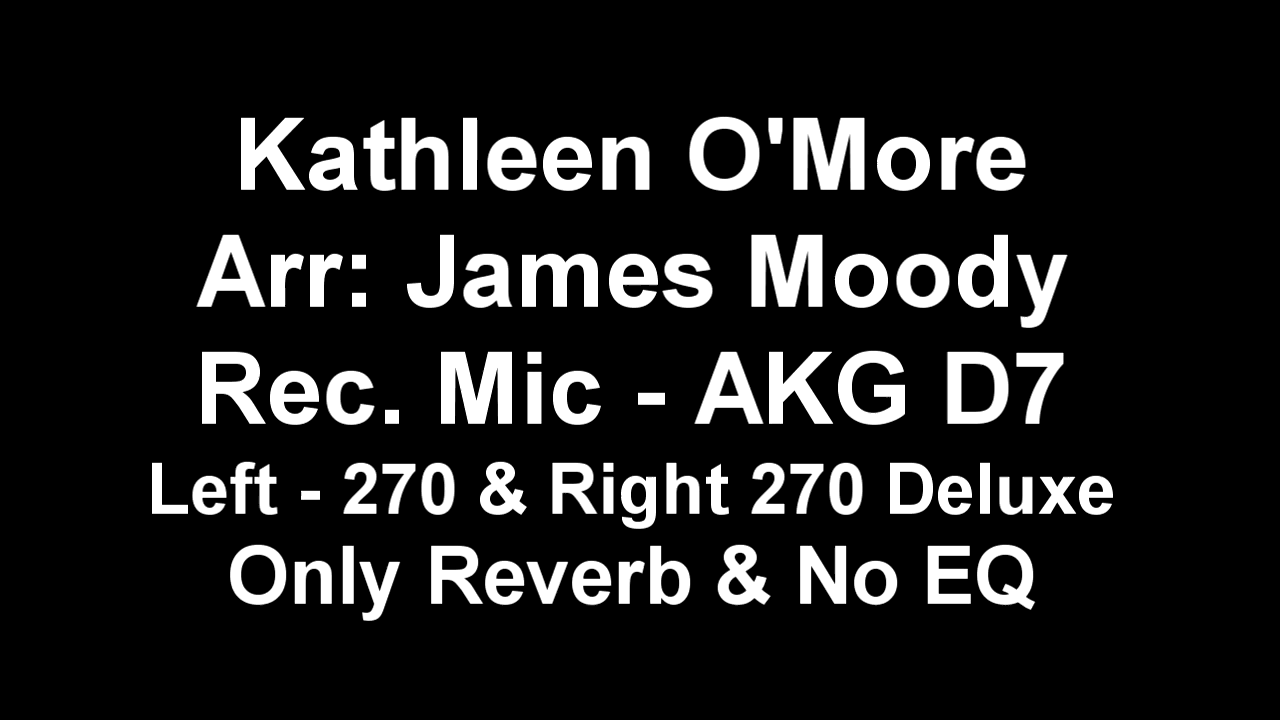 Kathleen O'More
Arr: James Moody
Rec. Mic - AKG D7
Left - 270 & Right 270 Deluxe
Only Reverb & No EQ